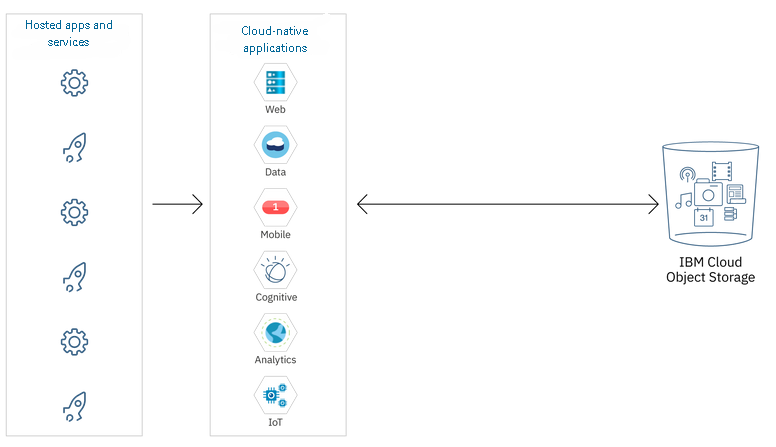 Hosted apps and
services
Cloud-native
applications
Web
Data
1
Mobile
Cognitive
Analytics
IoT
31
IBM Cloud
Object Storage